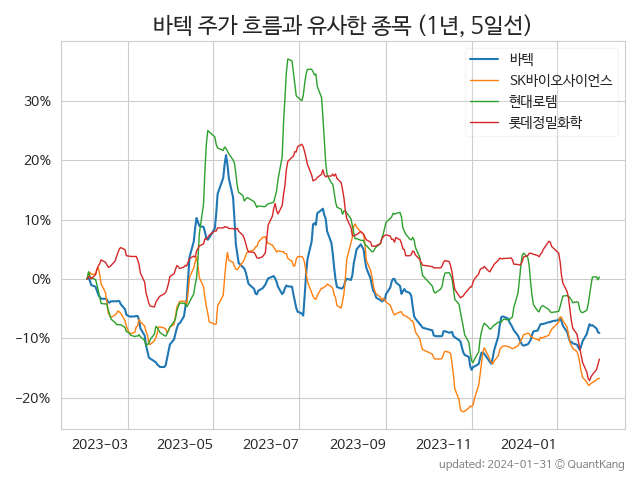 바텍 주가 흐름과 유사한 종목 (1년, 5일선)
바텍
SK바이오사이언스
현대로템
롯데정밀화학
30%
20%
10%
0%
−10%
−20%
2023-03
2023-05
2023-07
2023-09
2023-11
2024-01
updated: 2024-01-31 © QuantKang